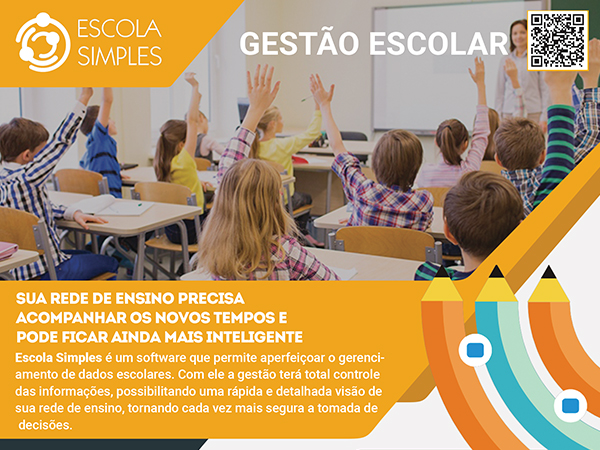 ESCOLA
SIMPLES
GESTÃO ESCOLAR
SUA REDE DE ENSINO PRECISA
ACOMPANHAR OS NOVOS TEMPOS E
PODE FICAR AINDA MAIS INTELIGENTE
Escola Simples é um software que permite aperfeiçoar o gerenci-
amento de dados escolares. Com ele a gestão terá total controle
das informações, possibilitando uma rápida e detalhada visão de
sua rede de ensino, tornando cada vez mais segura a tomada de
decisões.